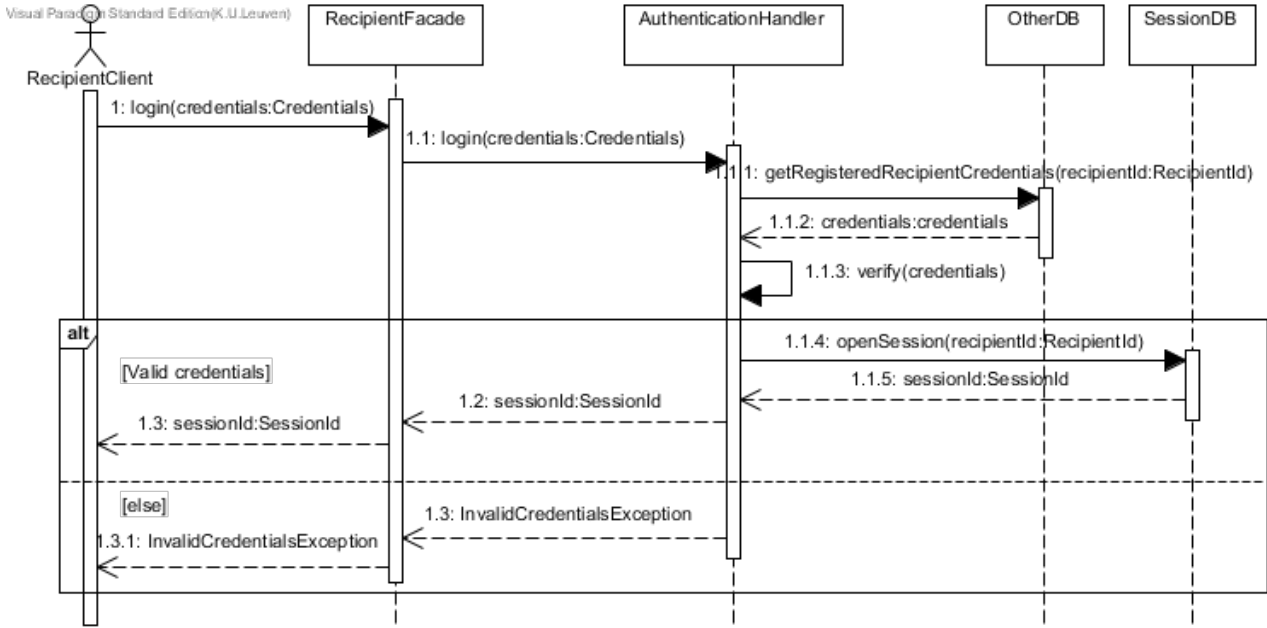 Visual Paradigm Standard Edition(K.U.Leuven)
RecipientFacade
AuthenticationHandler
OtherDB
SessionDB
RecipientClient
1: login(credentials:Credentials)
1.1: login(credentials:Credentials)
1.1.1: getRegisteredRecipientCredentials(recipientId:RecipientId)
1.1.2: credentials:credentials
1.1.3: verify(credentials)
alt
1.1.4: openSession(recipientId:RecipientId)
[Valid credentials]
1.1.5: sessionId:SessionId
1.2: sessionId:SessionId
1.3: sessionId:SessionId
[else]
1.3: InvalidCredentialsException
1.3.1: InvalidCredentialsException